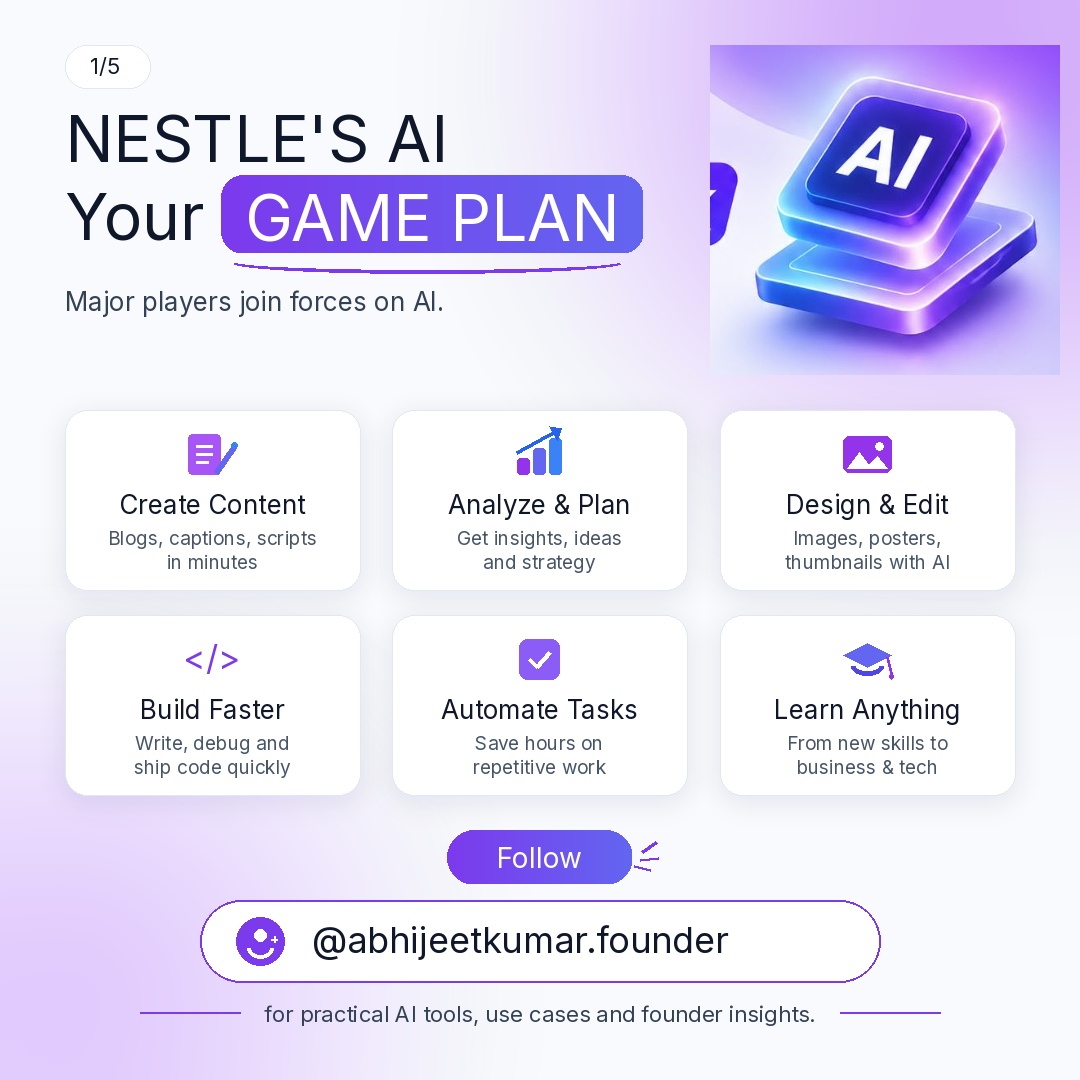 1/5
NESTLE'S AI
Your GAME PLAN
Major players join forces on AI.
AI
Create Content
Blogs, captions, scripts
in minutes
Analyze & Plan
Get insights, ideas
and strategy
Design & Edit
Images, posters,
thumbnails with AI
</>
Build Faster
Write, debug and
ship code quickly
Automate Tasks
Save hours on
repetitive work
Learn Anything
From new skills to
business & tech
Follow
@abhijeetkumar.founder
for practical AI tools, use cases and founder insights.